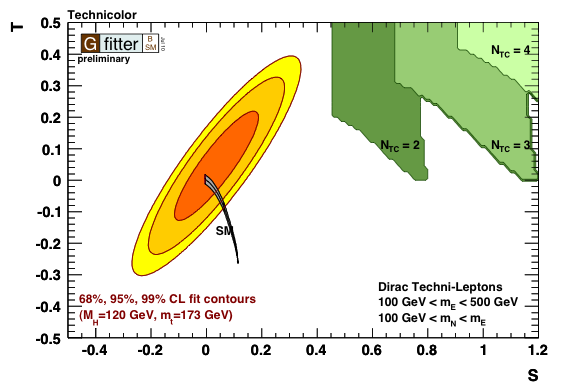 Technicolor
T
0.5
0.4
0.3
0.2
0.1
0
-0.1
-0.2
-0.3
-0.4
-0.5
G fitter B SM
preliminary
N_TC = 4
N_TC = 2
N_TC = 3
SM
68%, 95%, 99% CL fit contours
(M_H=120 GeV, m_t=173 GeV)
Dirac Techni-Leptons
100 GeV < m_E < 500 GeV
100 GeV < m_N < m_E
-0.4 -0.2 0 0.2 0.4 0.6 0.8 1 1.2
S